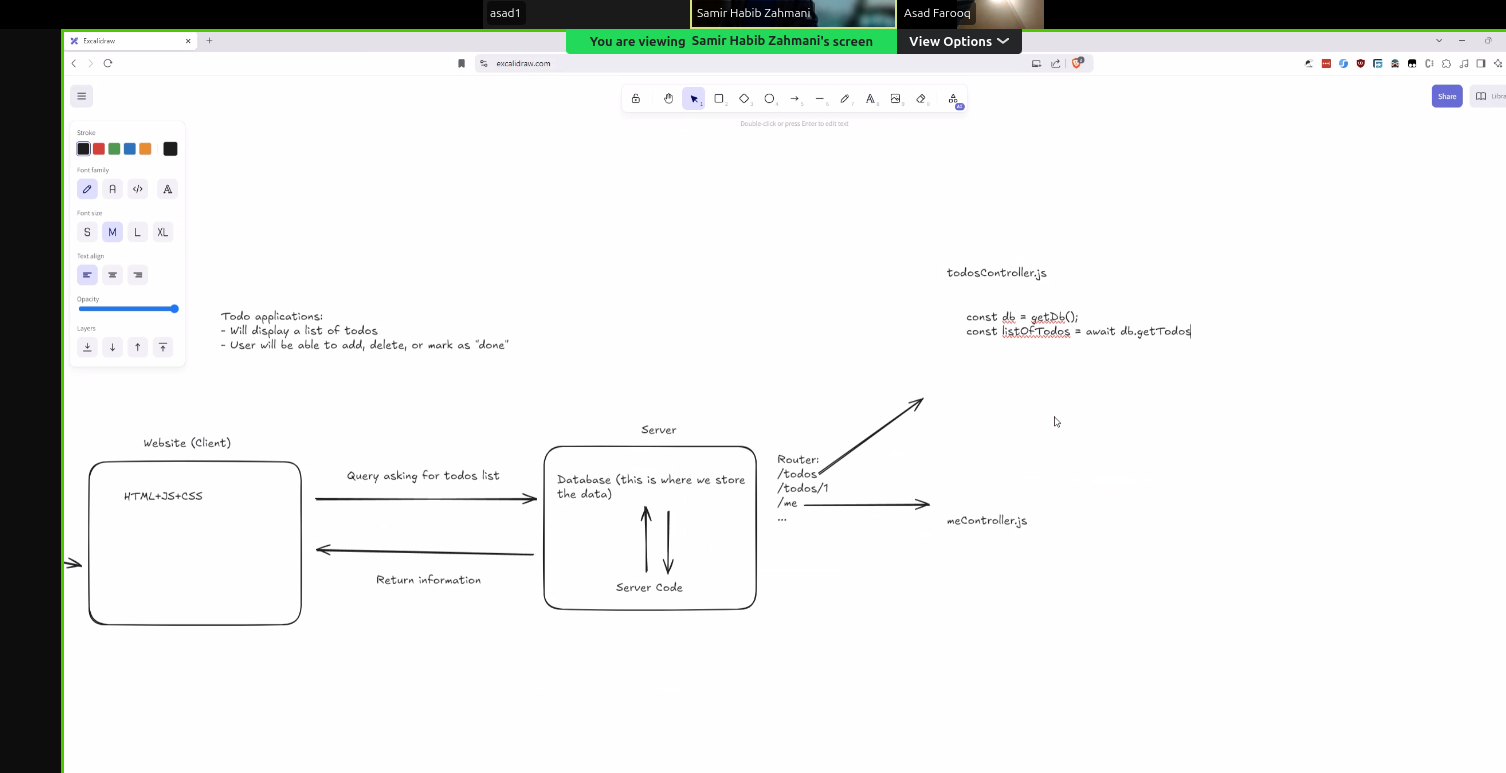 asad1
Samir Habib Zahmani
Asad Farooq
You are viewing Samir Habib Zahmani's screen
View Options
Excalidraw
excalidraw.com
Share
Libra
Double-click or press Enter to edit text
Stroke
Font family
Font size
S M L XL
Text align
Opacity
Layers
todosController.js
const db = getDb();
const listOfTodos = await db.getTodos
Todo applications:
- Will display a list of todos
- User will be able to add, delete, or mark as "done"
Website (Client)
HTML+JS+CSS
Query asking for todos list
Return information
Server
Database (this is where we store
the data)
Server Code
Router:
/todos
/todos/1
/me
...
meController.js